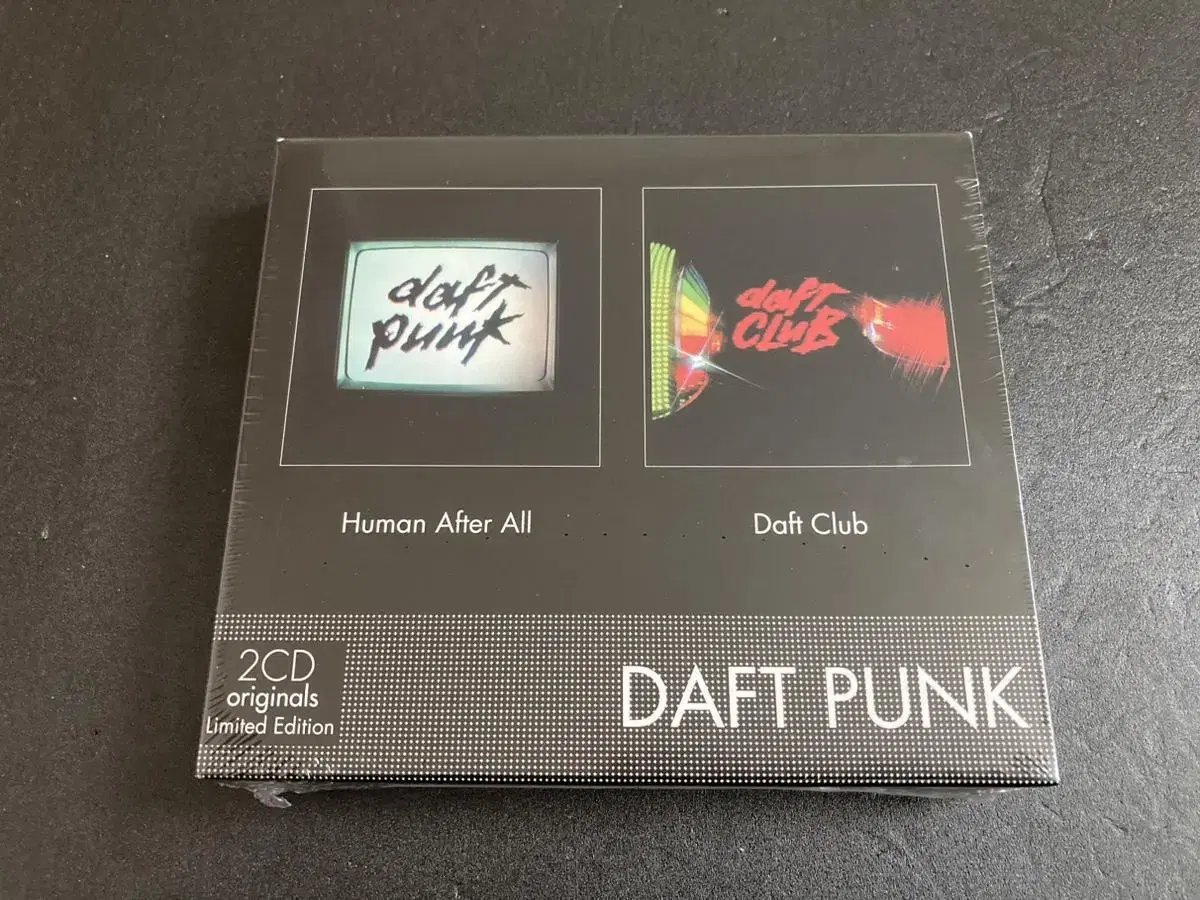 daft
punk
daft
CLUB
Human After All
Daft Club
2CD
originals
Limited Edition
DAFT PUNK